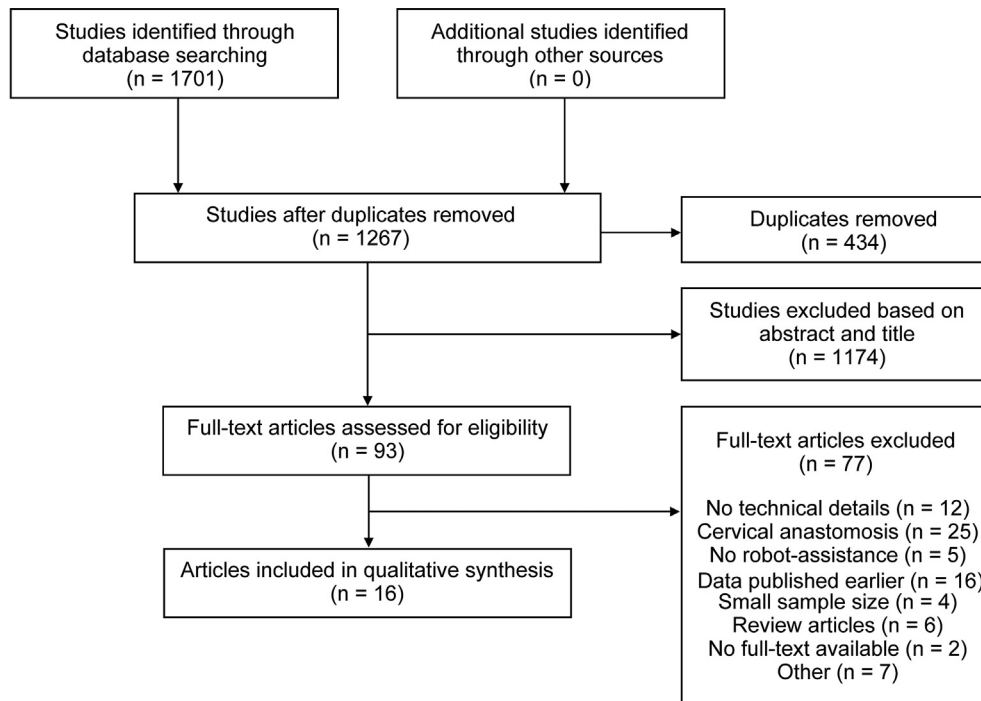 Studies identified through
database searching
(n = 1701)
Additional studies identified
through other sources
(n = 0)
Studies after duplicates removed
(n = 1267)
Duplicates removed
(n = 434)
Studies excluded based on
abstract and title
(n = 1174)
Full-text articles assessed for eligibility
(n = 93)
Full-text articles excluded
(n = 77)
No technical details (n = 12)
Cervical anastomosis (n = 25)
No robot-assistance (n = 5)
Data published earlier (n = 16)
Small sample size (n = 4)
Review articles (n = 6)
No full-text available (n = 2)
Other (n = 7)
Articles included in qualitative synthesis
(n = 16)